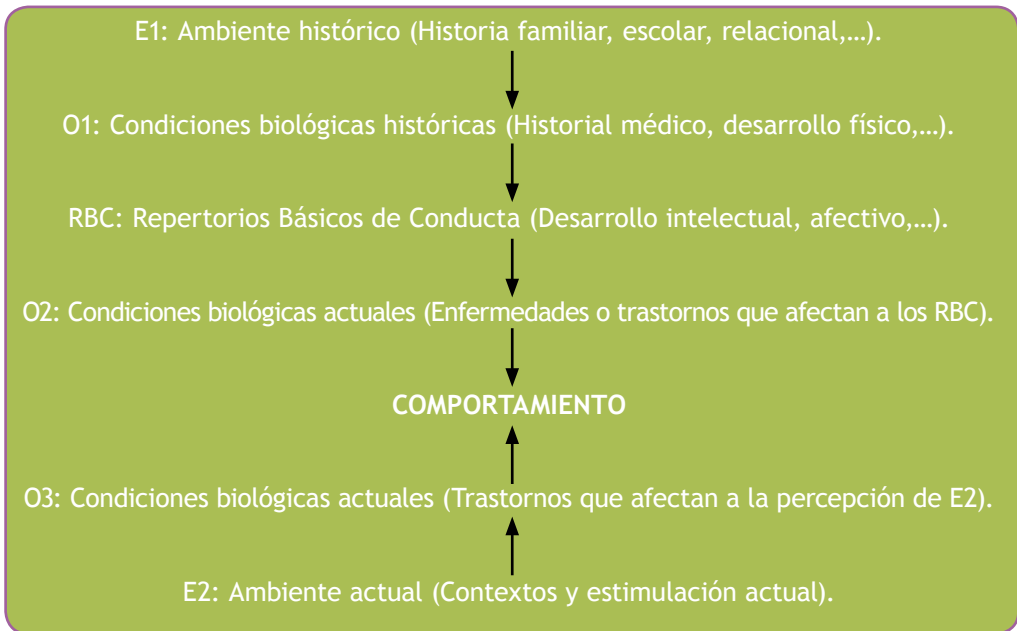 E1: Ambiente histórico (Historia familiar, escolar, relacional,…).
O1: Condiciones biológicas históricas (Historial médico, desarrollo físico,…).
RBC: Repertorios Básicos de Conducta (Desarrollo intelectual, afectivo,…).
O2: Condiciones biológicas actuales (Enfermedades o trastornos que afectan a los RBC).
COMPORTAMIENTO
O3: Condiciones biológicas actuales (Trastornos que afectan a la percepción de E2).
E2: Ambiente actual (Contextos y estimulación actual).